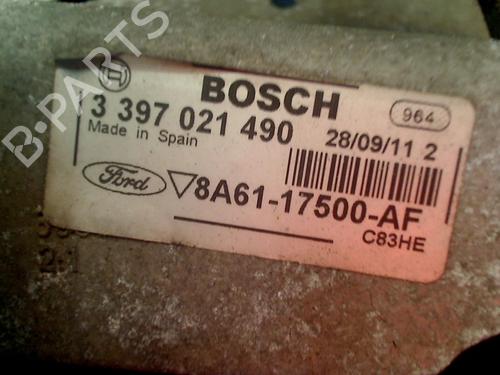 BOSCH
964
3 397 021 490
28/09/11 2
Made in Spain
Ford
8A61-17500-AF
C83HE
B-PARTS